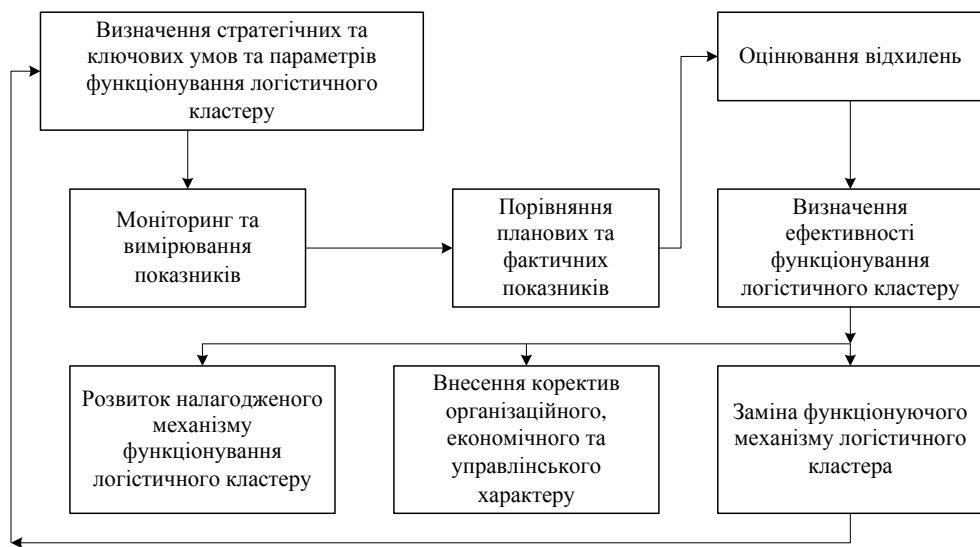 Визначення стратегічних та
ключових умов та параметрів
функціонування логістичного
кластеру
Оцінювання відхилень
Моніторинг та
вимірювання
показників
Порівняння
планових та
фактичних
показників
Визначення
ефективності
функціонування
логістичного кластеру
Розвиток налагодженого
механізму
функціонування
логістичного кластеру
Внесення коректив
організаційного,
економічного та
управлінського
характеру
Заміна функціонуючого
механізму логістичного
кластера